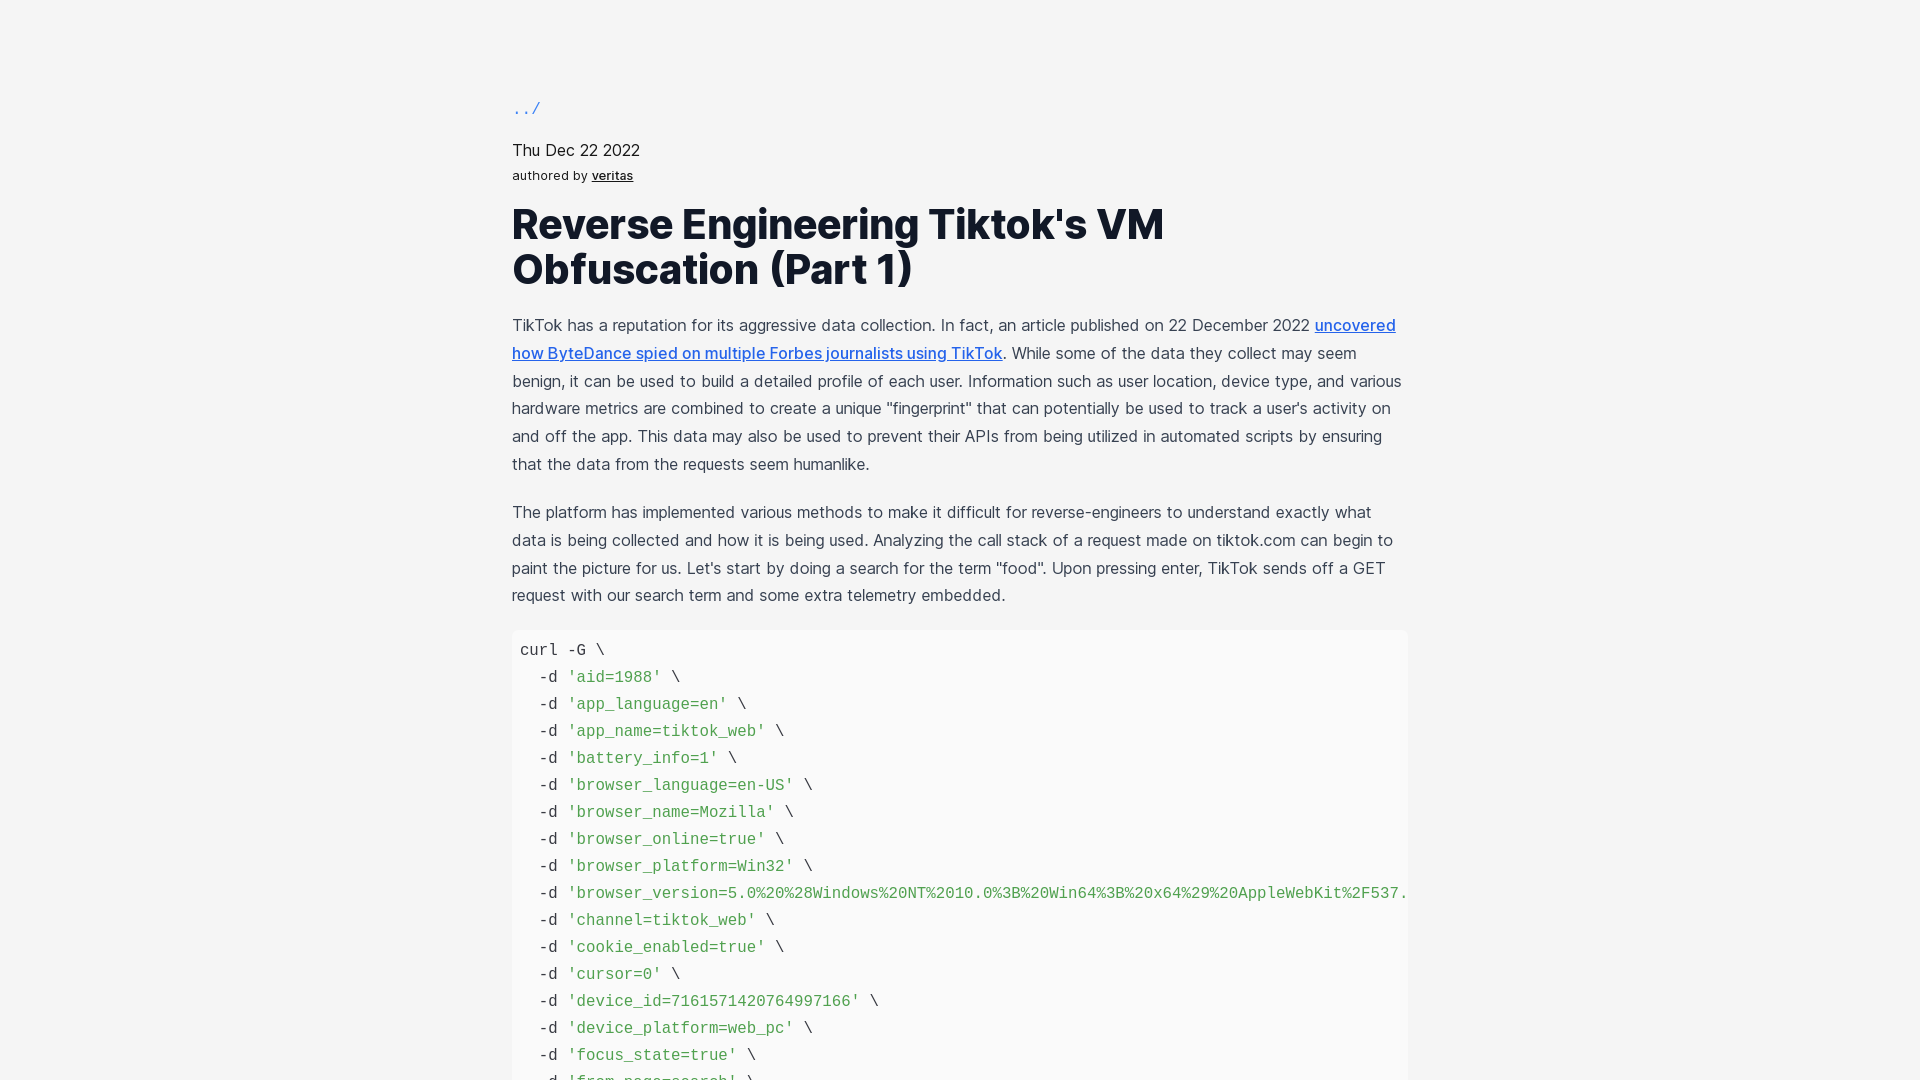 ../
Thu Dec 22 2022
authored by veritas
Reverse Engineering Tiktok's VM
Obfuscation (Part 1)
TikTok has a reputation for its aggressive data collection. In fact, an article published on 22 December 2022 uncovered
how ByteDance spied on multiple Forbes journalists using TikTok. While some of the data they collect may seem
benign, it can be used to build a detailed profile of each user. Information such as user location, device type, and various
hardware metrics are combined to create a unique "fingerprint" that can potentially be used to track a user's activity on
and off the app. This data may also be used to prevent their APIs from being utilized in automated scripts by ensuring
that the data from the requests seem humanlike.
The platform has implemented various methods to make it difficult for reverse-engineers to understand exactly what
data is being collected and how it is being used. Analyzing the call stack of a request made on tiktok.com can begin to
paint the picture for us. Let's start by doing a search for the term "food". Upon pressing enter, TikTok sends off a GET
request with our search term and some extra telemetry embedded.
curl -G \
-d 'aid=1988' \
-d 'app_language=en' \
-d 'app_name=tiktok_web' \
-d 'battery_info=1' \
-d 'browser_language=en-US' \
-d 'browser_name=Mozilla' \
-d 'browser_online=true' \
-d 'browser_platform=Win32' \
-d 'browser_version=5.0%20%28Windows%20NT%2010.0%3B%20Win64%3B%20x64%29%20AppleWebKit%2F537.
-d 'channel=tiktok_web' \
-d 'cookie_enabled=true' \
-d 'cursor=0' \
-d 'device_id=7161571420764997166' \
-d 'device_platform=web_pc' \
-d 'focus_state=true' \
-d 'from_page=search' \